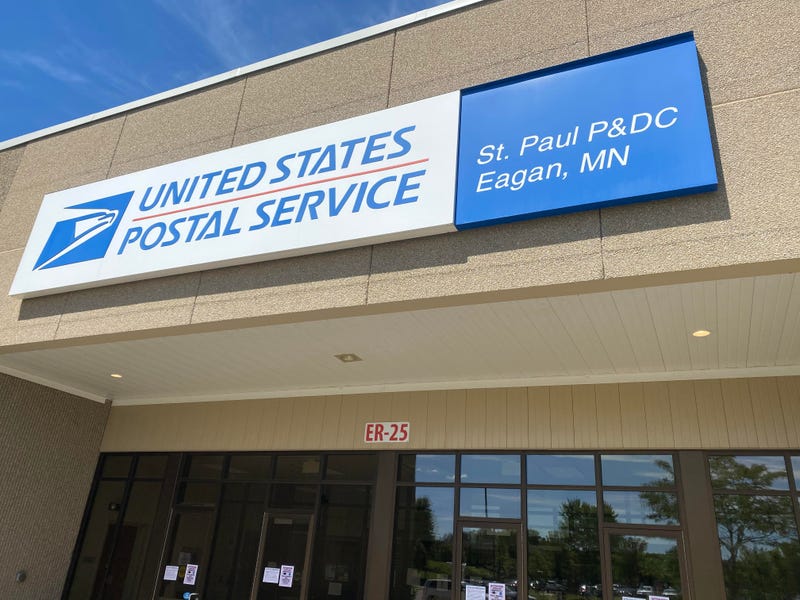 UNITED STATES
POSTAL SERVICE
St. Paul P&DC
Eagan, MN
ER-25